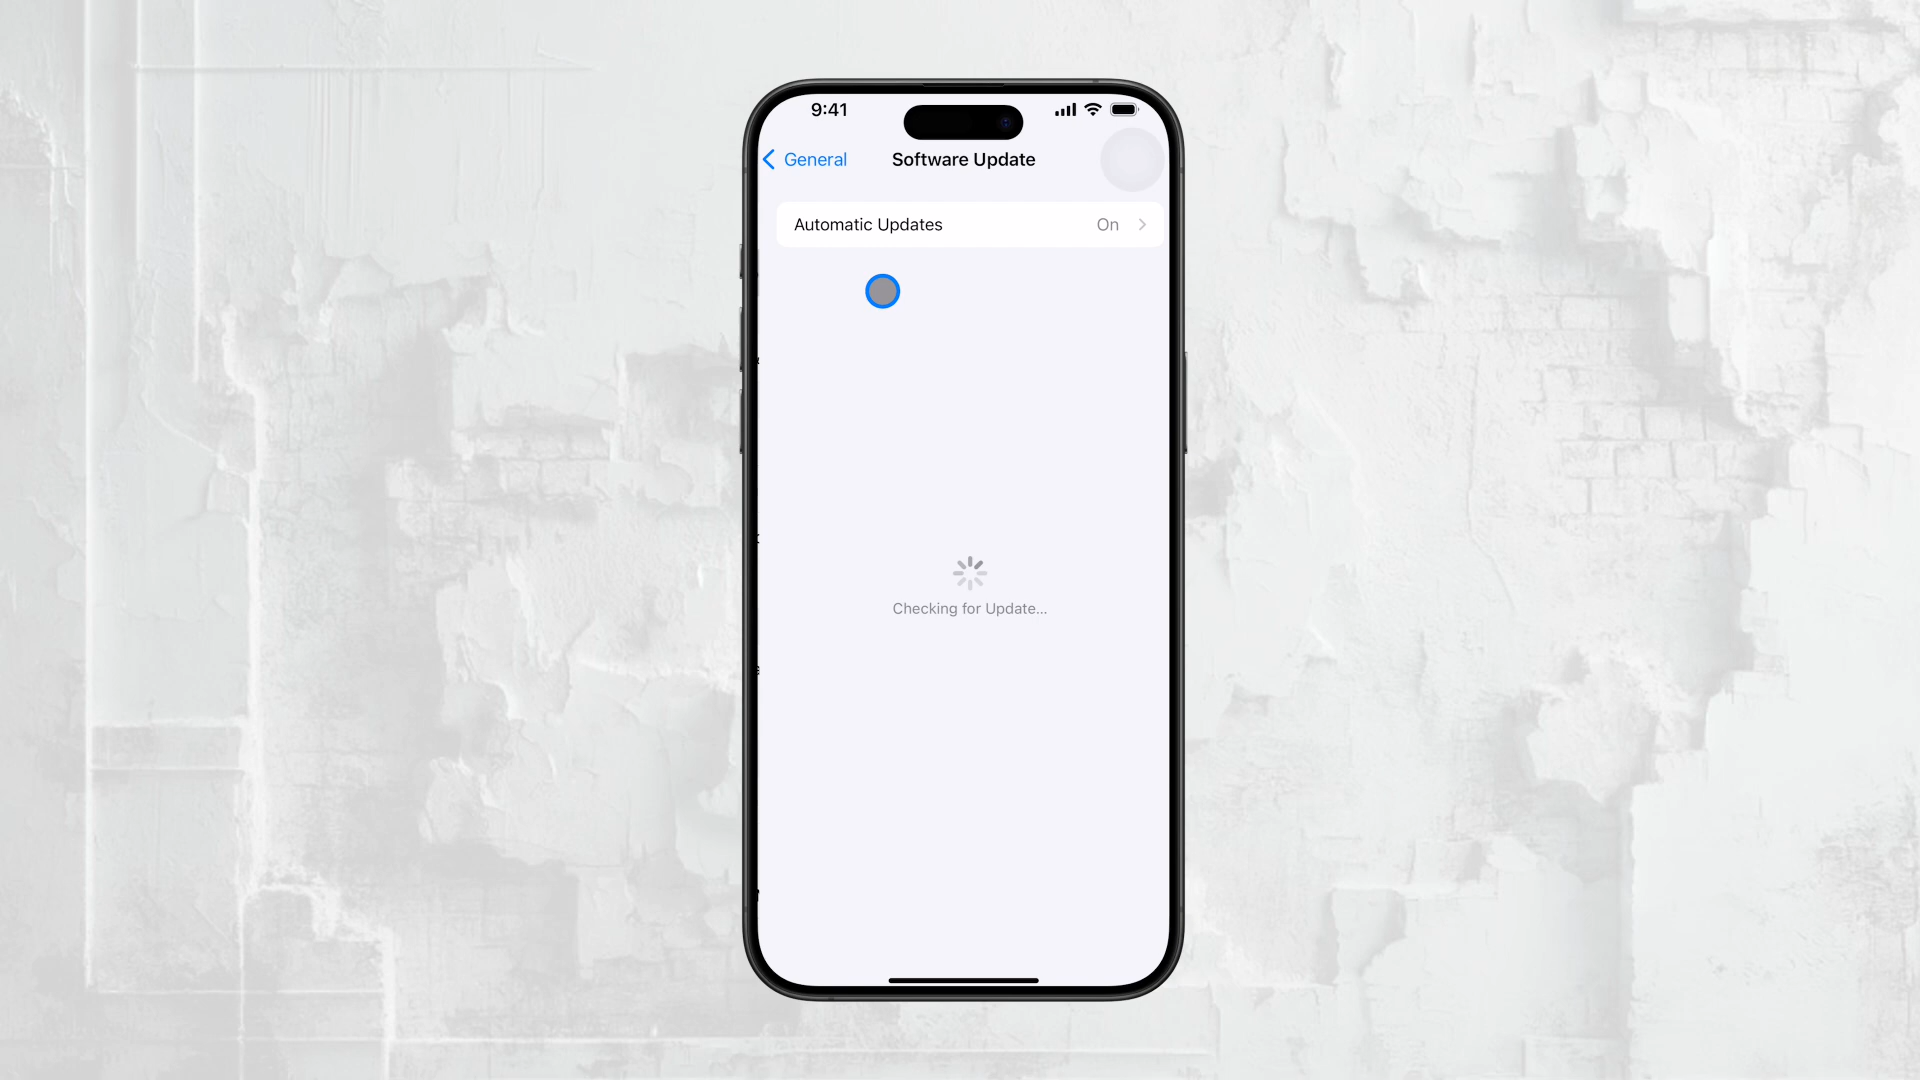 9:41
General
Software Update
Automatic Updates
On
Checking for Update...